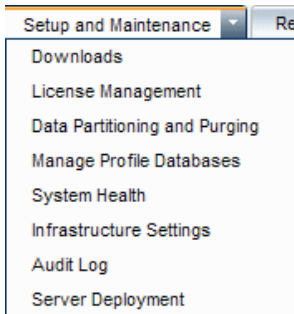 Setup and Maintenance Re
Downloads
License Management
Data Partitioning and Purging
Manage Profile Databases
System Health
Infrastructure Settings
Audit Log
Server Deployment